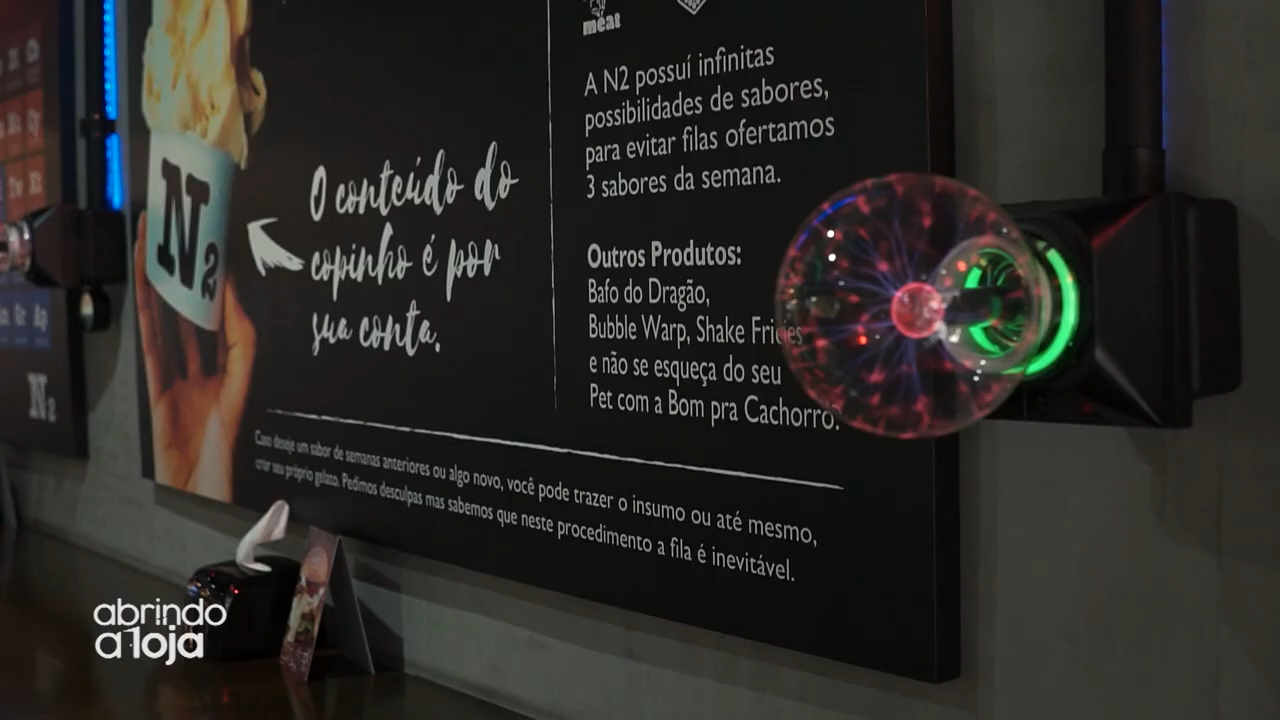 meat
A N2 possuí infinitas
possibilidades de sabores,
para evitar filas ofertamos
3 sabores da semana.
O conteúdo do
copinho é por
sua conta.
N2
Outros Produtos:
Bafo do Dragão,
Bubble Warp, Shake Fries
e não se esqueça do seu
Pet com a Bom pra Cachorro.
Caso deseje um sabor de semanas anteriores ou algo novo, você pode trazer o insumo ou até mesmo,
criar seu próprio gelato. Pedimos desculpas mas sabemos que neste procedimento a fila é inevitável.
N2
abrindo
a loja